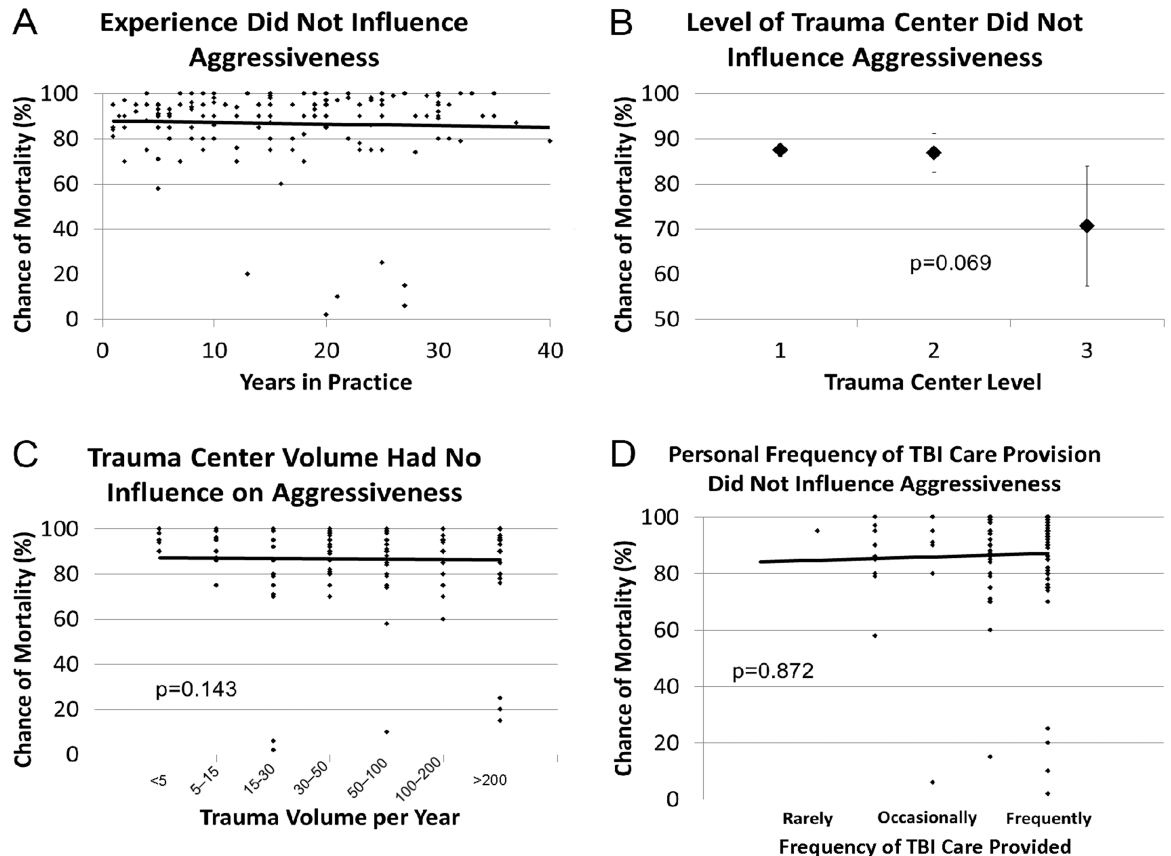 A
Experience Did Not Influence
Aggressiveness
Chance of Mortality (%)
100
80
60
40
20
0
0 10 20 30 40
Years in Practice
B
Level of Trauma Center Did Not
Influence Aggressiveness
Chance of Mortality (%)
100
90
80
70
60
50
p=0.069
1 2 3
Trauma Center Level
C
Trauma Center Volume Had No
Influence on Aggressiveness
Chance of Mortality (%)
100
80
60
40
20
0
p=0.143
<5 5–15 15-30 30–50 50–100 100–200 >200
Trauma Volume per Year
D
Personal Frequency of TBI Care Provision
Did Not Influence Aggressiveness
Chance of Mortality (%)
100
80
60
40
20
0
p=0.872
Rarely Occasionally Frequently
Frequency of TBI Care Provided